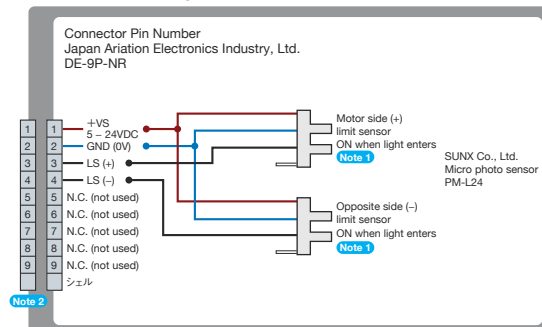 Connector Pin Number
Japan Ariation Electronics Industry, Ltd.
DE-9P-NR
1 1 +VS
5 – 24VDC
2 2 GND (0V)
3 3 LS (+)
4 4 LS (–)
5 5 N.C. (not used)
6 6 N.C. (not used)
7 7 N.C. (not used)
8 8 N.C. (not used)
9 9 N.C. (not used)
シェル
Note 2
Motor side (+)
limit sensor
ON when light enters
Note 1
Opposite side (–)
limit sensor
ON when light enters
Note 1
SUNX Co., Ltd.
Micro photo sensor
PM-L24